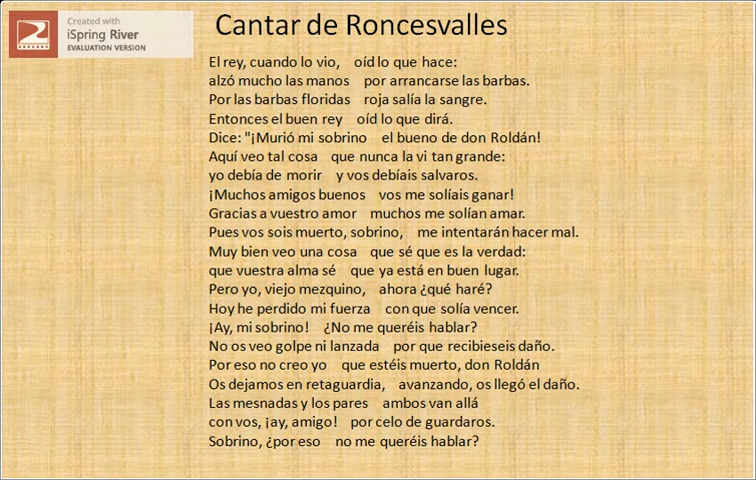 Created with
iSpring River
EVALUATION VERSION
Cantar de Roncesvalles
El rey, cuando lo vio, oíd lo que hace:
alzó mucho las manos por arrancarse las barbas.
Por las barbas floridas roja salía la sangre.
Entonces el buen rey oíd lo que dirá.
Dice: "¡Murió mi sobrino el bueno de don Roldán!
Aquí veo tal cosa que nunca la vi tan grande:
yo debía de morir y vos debíais salvaros.
¡Muchos amigos buenos vos me solíais ganar!
Gracias a vuestro amor muchos me solían amar.
Pues vos sois muerto, sobrino, me intentarán hacer mal.
Muy bien veo una cosa que sé que es la verdad:
que vuestra alma sé que ya está en buen lugar.
Pero yo, viejo mezquino, ahora ¿qué haré?
Hoy he perdido mi fuerza con que solía vencer.
¡Ay, mi sobrino! ¿No me queréis hablar?
No os veo golpe ni lanzada por que recibieseis daño.
Por eso no creo yo que estéis muerto, don Roldán
Os dejamos en retaguardia, avanzando, os llegó el daño.
Las mesnadas y los pares ambos van allá
con vos, ¡ay, amigo! por celo de guardaros.
Sobrino, ¿por eso no me queréis hablar?